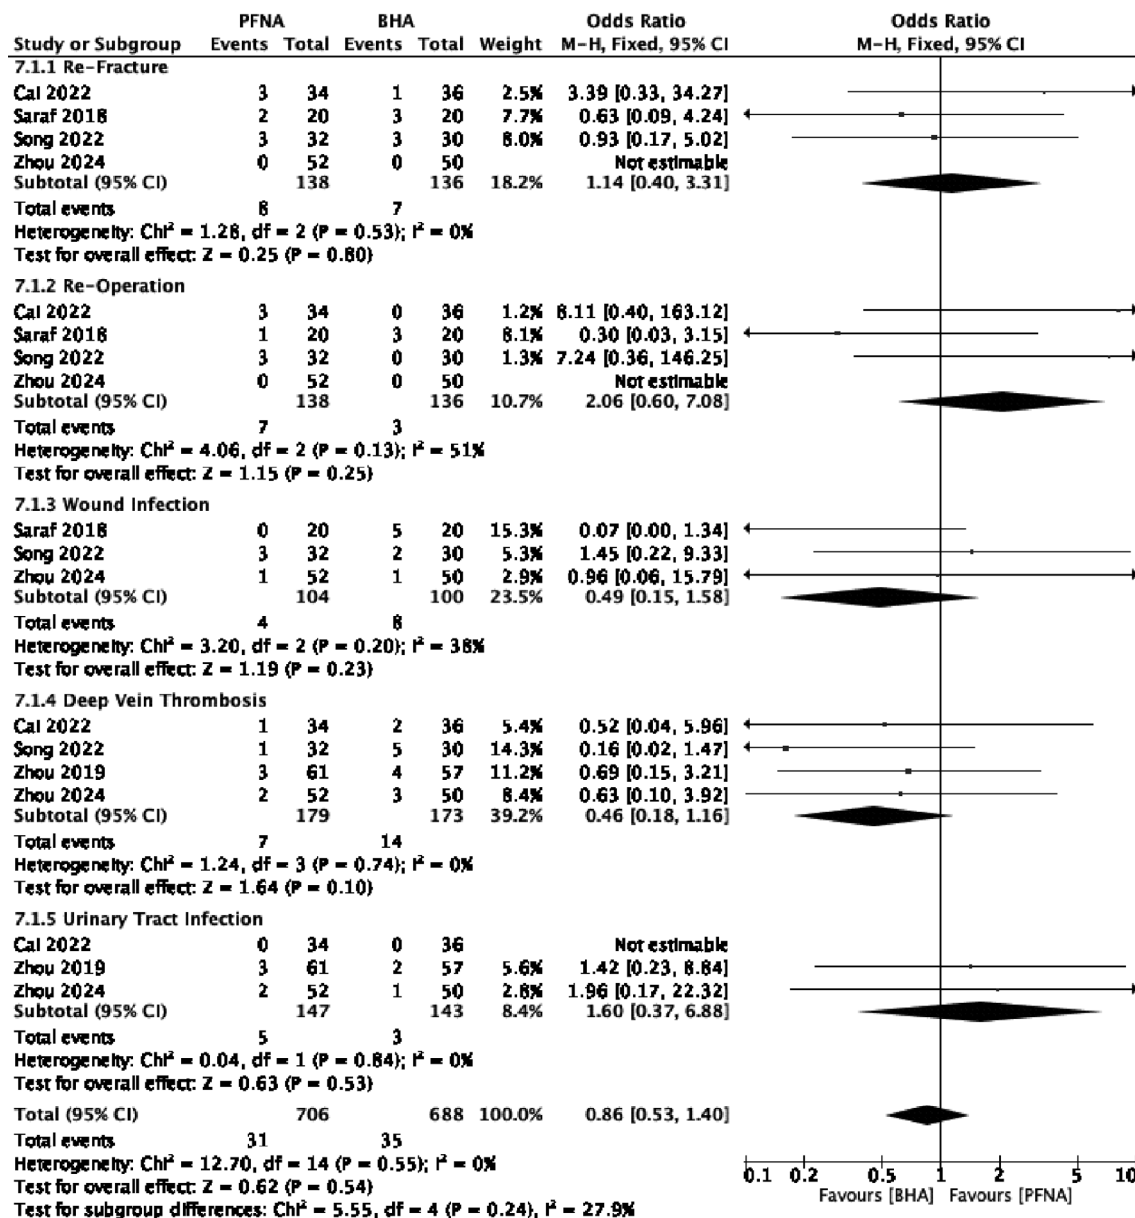 PFNA BHA Odds Ratio Odds Ratio
Study or Subgroup Events Total Events Total Weight M-H, Fixed, 95% CI M-H, Fixed, 95% CI
7.1.1 Re-Fracture
Cai 2022 3 34 1 36 2.5% 3.39 [0.33, 34.27]
Saraf 2018 2 20 3 20 7.7% 0.63 [0.09, 4.24]
Song 2022 3 32 3 30 8.0% 0.93 [0.17, 5.02]
Zhou 2024 0 52 0 50 Not estimable
Subtotal (95% CI) 138 136 18.2% 1.14 [0.40, 3.31]
Total events 8 7
Heterogeneity: Chi² = 1.28, df = 2 (P = 0.53); I² = 0%
Test for overall effect: Z = 0.25 (P = 0.80)
7.1.2 Re-Operation
Cai 2022 3 34 0 36 1.2% 8.11 [0.40, 163.12]
Saraf 2018 1 20 3 20 8.1% 0.30 [0.03, 3.15]
Song 2022 3 32 0 30 1.3% 7.24 [0.36, 146.25]
Zhou 2024 0 52 0 50 Not estimable
Subtotal (95% CI) 138 136 10.7% 2.06 [0.60, 7.08]
Total events 7 3
Heterogeneity: Chi² = 4.06, df = 2 (P = 0.13); I² = 51%
Test for overall effect: Z = 1.15 (P = 0.25)
7.1.3 Wound Infection
Saraf 2018 0 20 5 20 15.3% 0.07 [0.00, 1.34]
Song 2022 3 32 2 30 5.3% 1.45 [0.22, 9.33]
Zhou 2024 1 52 1 50 2.9% 0.96 [0.06, 15.79]
Subtotal (95% CI) 104 100 23.5% 0.49 [0.15, 1.58]
Total events 4 8
Heterogeneity: Chi² = 3.20, df = 2 (P = 0.20); I² = 38%
Test for overall effect: Z = 1.19 (P = 0.23)
7.1.4 Deep Vein Thrombosis
Cai 2022 1 34 2 36 5.4% 0.52 [0.04, 5.96]
Song 2022 1 32 5 30 14.3% 0.16 [0.02, 1.47]
Zhou 2019 3 61 4 57 11.2% 0.69 [0.15, 3.21]
Zhou 2024 2 52 3 50 8.4% 0.63 [0.10, 3.92]
Subtotal (95% CI) 179 173 39.2% 0.46 [0.18, 1.16]
Total events 7 14
Heterogeneity: Chi² = 1.24, df = 3 (P = 0.74); I² = 0%
Test for overall effect: Z = 1.64 (P = 0.10)
7.1.5 Urinary Tract Infection
Cai 2022 0 34 0 36 Not estimable
Zhou 2019 3 61 2 57 5.6% 1.42 [0.23, 8.84]
Zhou 2024 2 52 1 50 2.8% 1.96 [0.17, 22.32]
Subtotal (95% CI) 147 143 8.4% 1.60 [0.37, 6.88]
Total events 5 3
Heterogeneity: Chi² = 0.04, df = 1 (P = 0.84); I² = 0%
Test for overall effect: Z = 0.63 (P = 0.53)
Total (95% CI) 706 688 100.0% 0.86 [0.53, 1.40]
Total events 31 35
Heterogeneity: Chi² = 12.70, df = 14 (P = 0.55); I² = 0%
Test for overall effect: Z = 0.62 (P = 0.54)
Test for subgroup differences: Chi² = 5.55, df = 4 (P = 0.24), I² = 27.9%
0.1 0.2 0.5 1 2 5 10
Favours [BHA] Favours [PFNA]